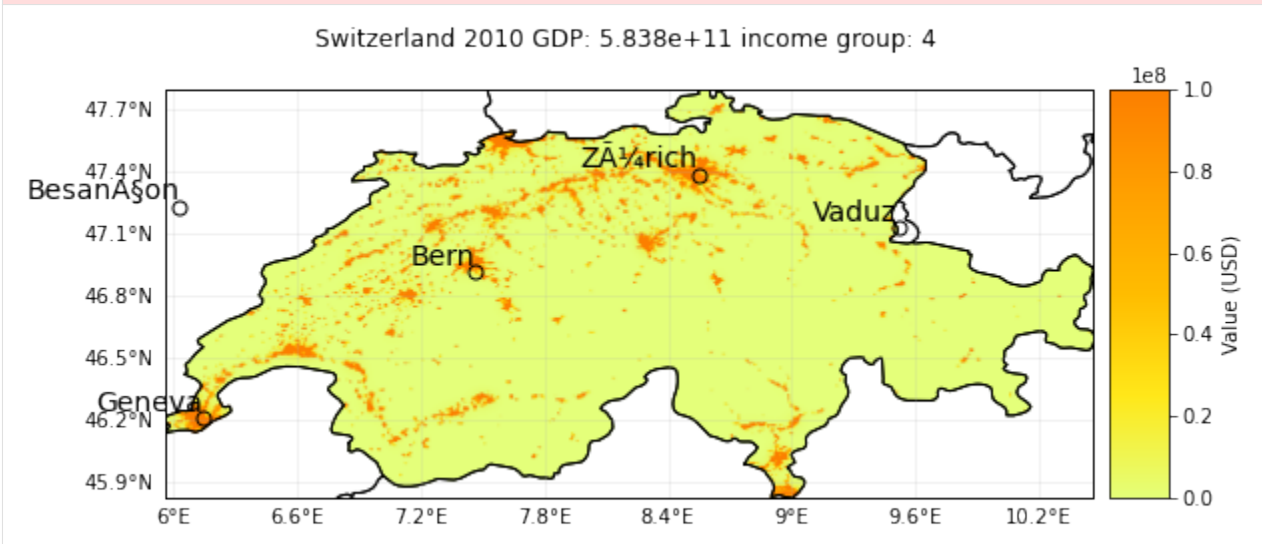 Switzerland 2010 GDP: 5.838e+11 income group: 4
1e8
47.7°N
47.4°N
47.1°N
46.8°N
46.5°N
46.2°N
45.9°N
BesanÃ§on
ZÃ¼rich
Vaduz
Bern
Geneva
6°E 6.6°E 7.2°E 7.8°E 8.4°E 9°E 9.6°E 10.2°E
1.0
0.8
0.6
0.4
0.2
0.0
Value (USD)